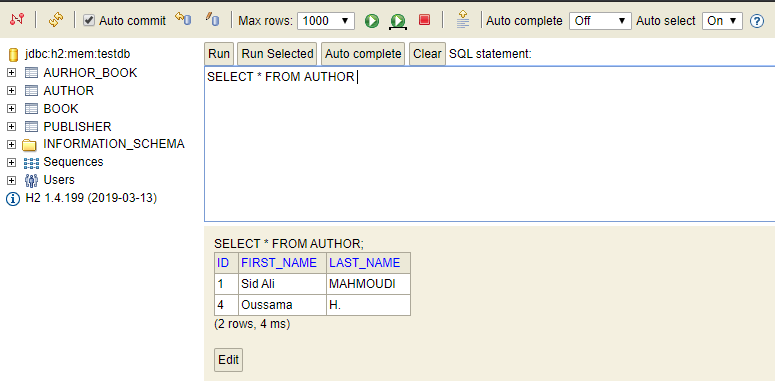 Auto commit Max rows: 1000 Auto complete Off Auto select On ?
jdbc:h2:mem:testdb
AURHOR_BOOK
AUTHOR
BOOK
PUBLISHER
INFORMATION_SCHEMA
Sequences
Users
H2 1.4.199 (2019-03-13)
Run Run Selected Auto complete Clear SQL statement:
SELECT * FROM AUTHOR
SELECT * FROM AUTHOR;
ID FIRST_NAME LAST_NAME
1 Sid Ali MAHMOUDI
4 Oussama H.
(2 rows, 4 ms)
Edit